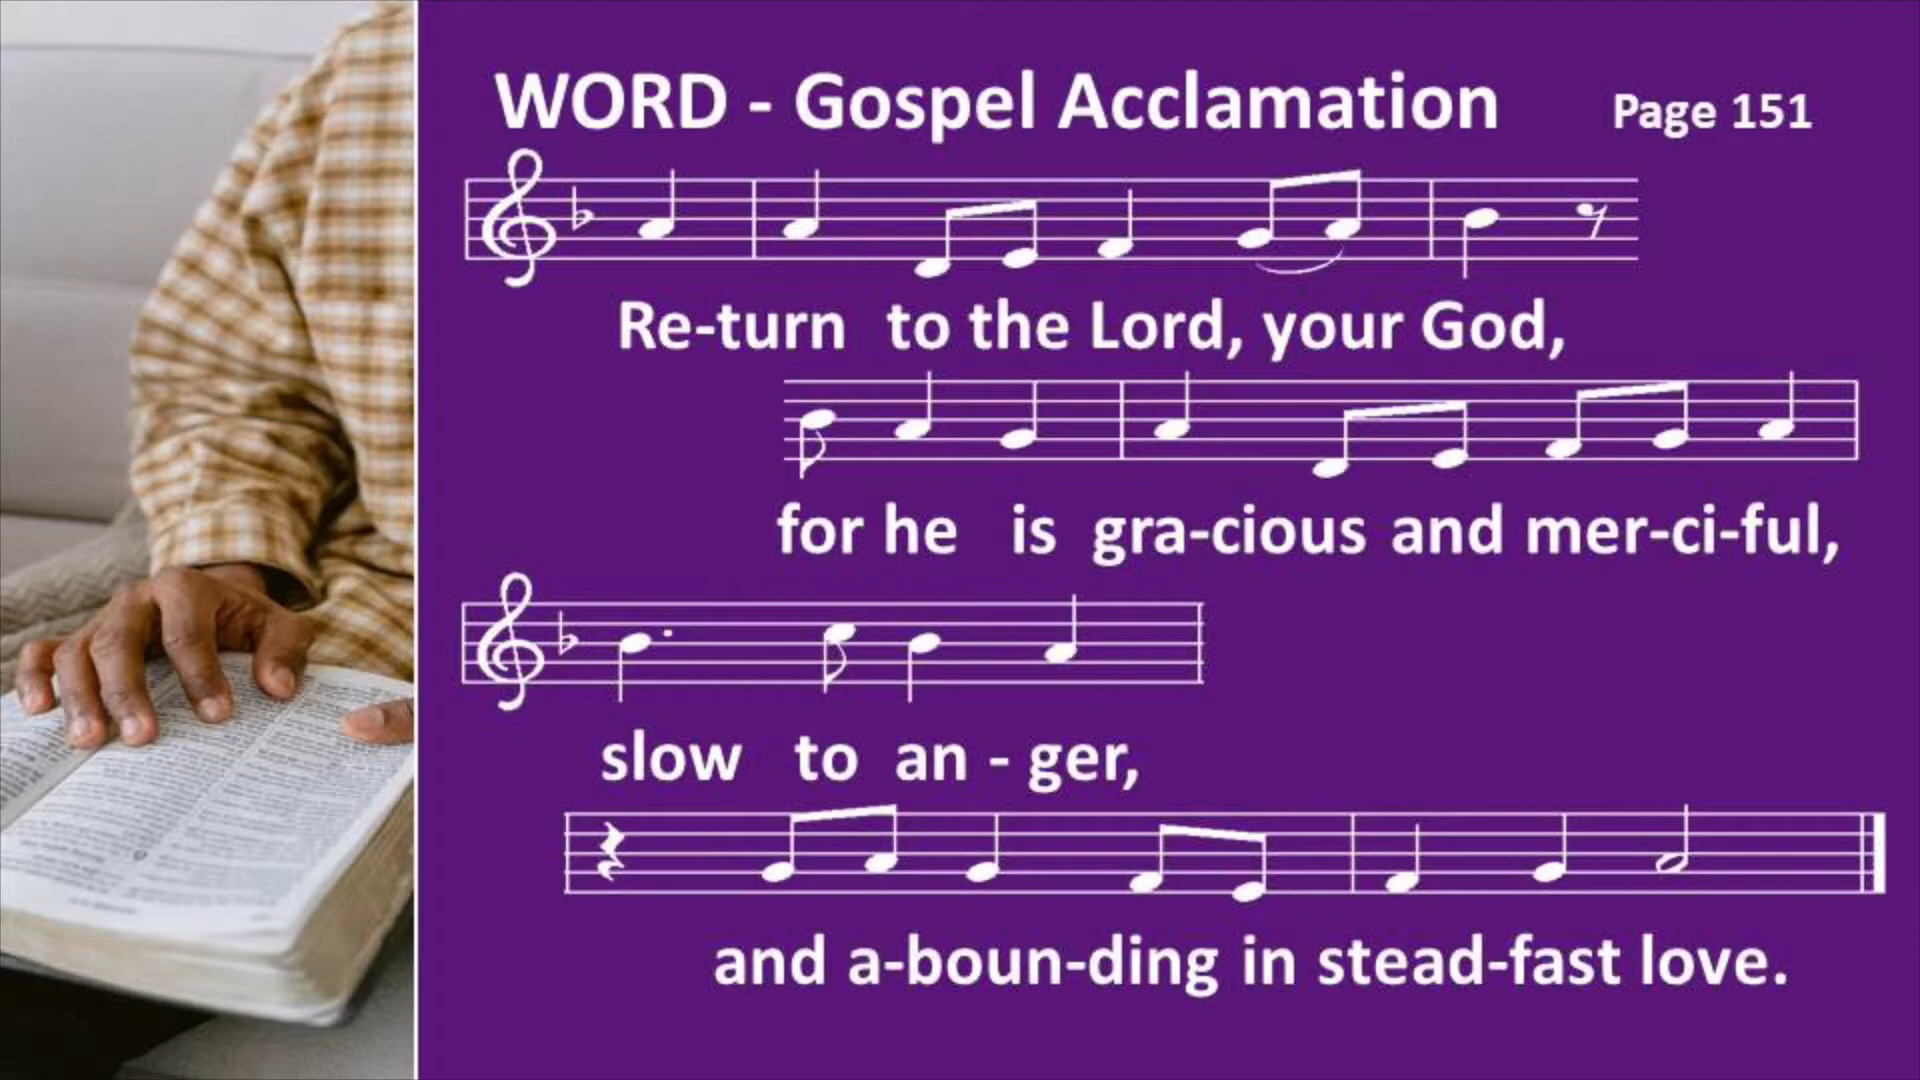 WORD - Gospel Acclamation Page 151
Re-turn to the Lord, your God,
for he is gra-cious and mer-ci-ful,
slow to an - ger,
and a-boun-ding in stead-fast love.